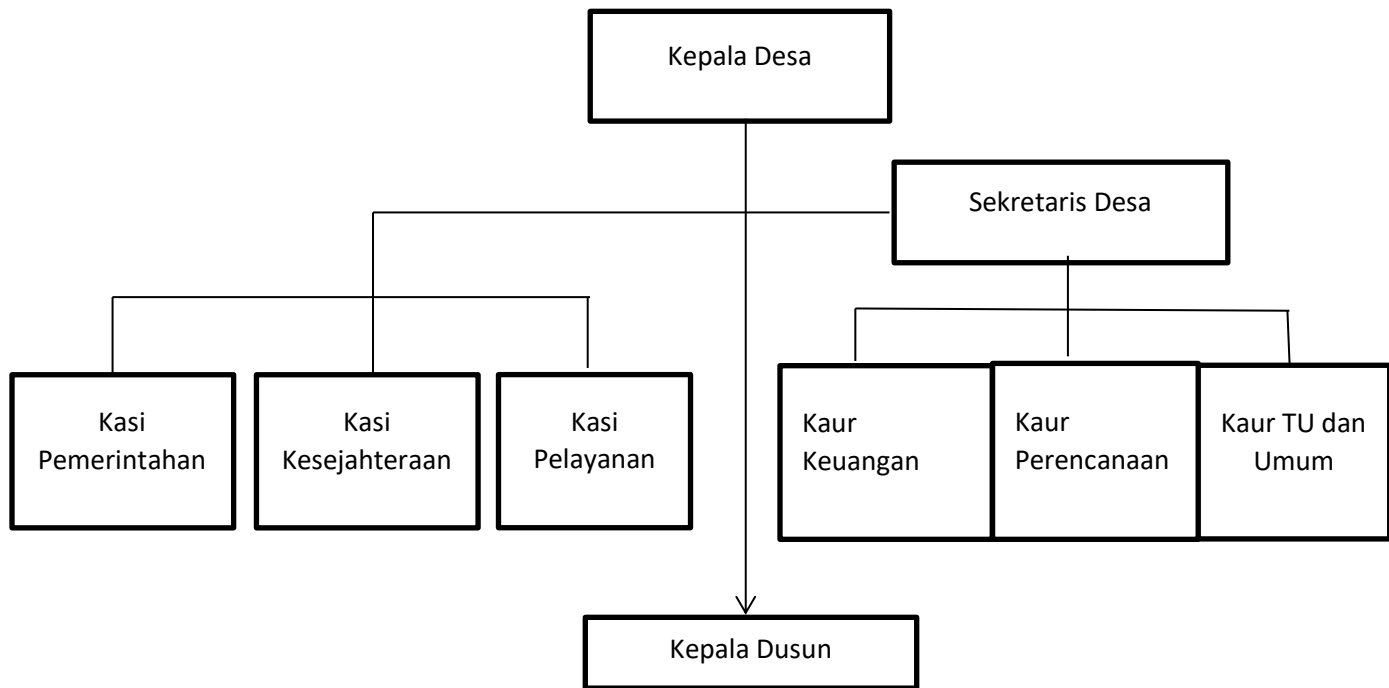 Kepala Desa
Sekretaris Desa
Kasi
Pemerintahan
Kasi
Kesejahteraan
Kasi
Pelayanan
Kaur
Keuangan
Kaur
Perencanaan
Kaur TU dan
Umum
Kepala Dusun